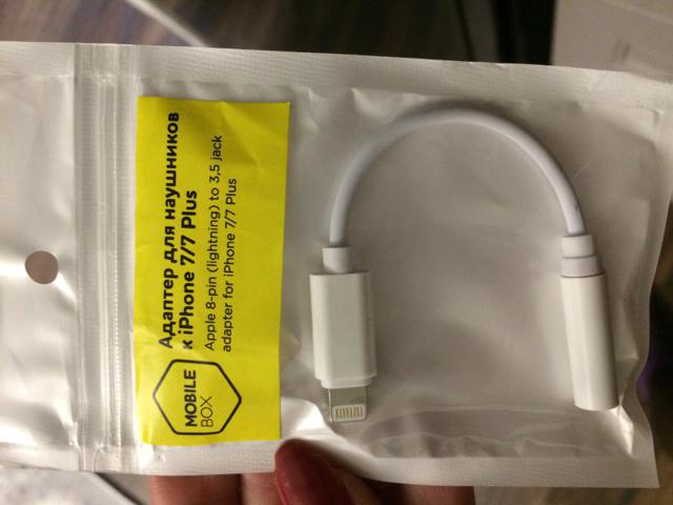 Адаптер для наушников
к iPhone 7/7 Plus
Apple 8-pin (lightning) to 3,5 jack
adapter for iPhone 7/7 Plus
MOBILE
BOX